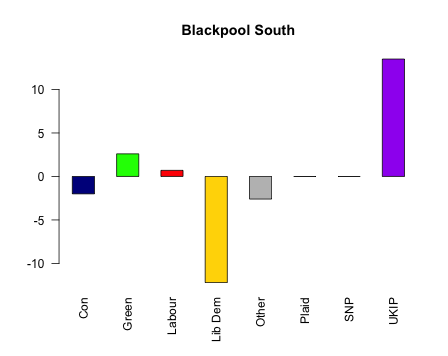 Blackpool South
10
5
0
-5
-10
Con
Green
Labour
Lib Dem
Other
Plaid
SNP
UKIP